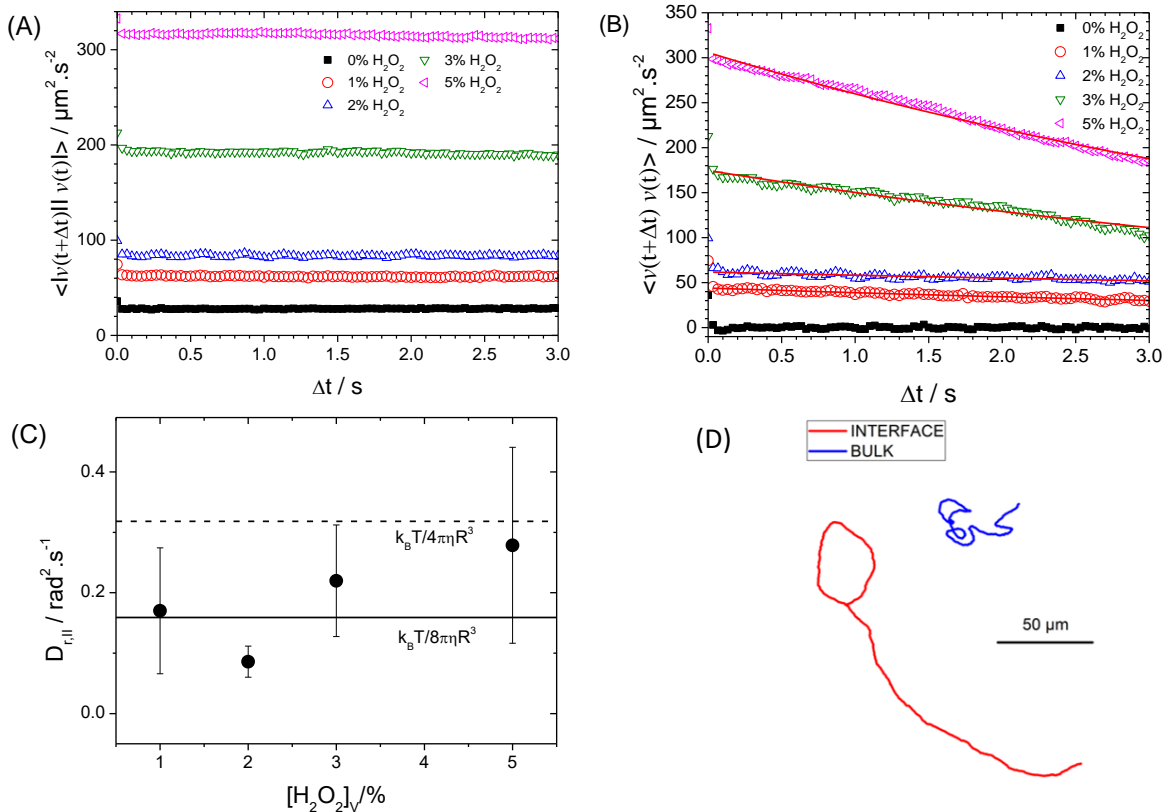 (A)
<|v(t+Δt)|| v(t)|> / μm².s⁻²
300
200
100
0
0% H₂O₂ 3% H₂O₂
1% H₂O₂ 5% H₂O₂
2% H₂O₂
0.0 0.5 1.0 1.5 2.0 2.5 3.0
Δt / s
(B)
<v(t+Δt) v(t)> / μm².s⁻²
350
300
250
200
150
100
50
0
0% H₂O₂
1% H₂O₂
2% H₂O₂
3% H₂O₂
5% H₂O₂
0.0 0.5 1.0 1.5 2.0 2.5 3.0
Δt / s
(C)
D_r,II / rad².s⁻¹
0.4
0.2
0.0
k_BT/4πηR³
k_BT/8πηR³
1 2 3 4 5
[H₂O₂]_V/%
(D)
INTERFACE
BULK
50 μm